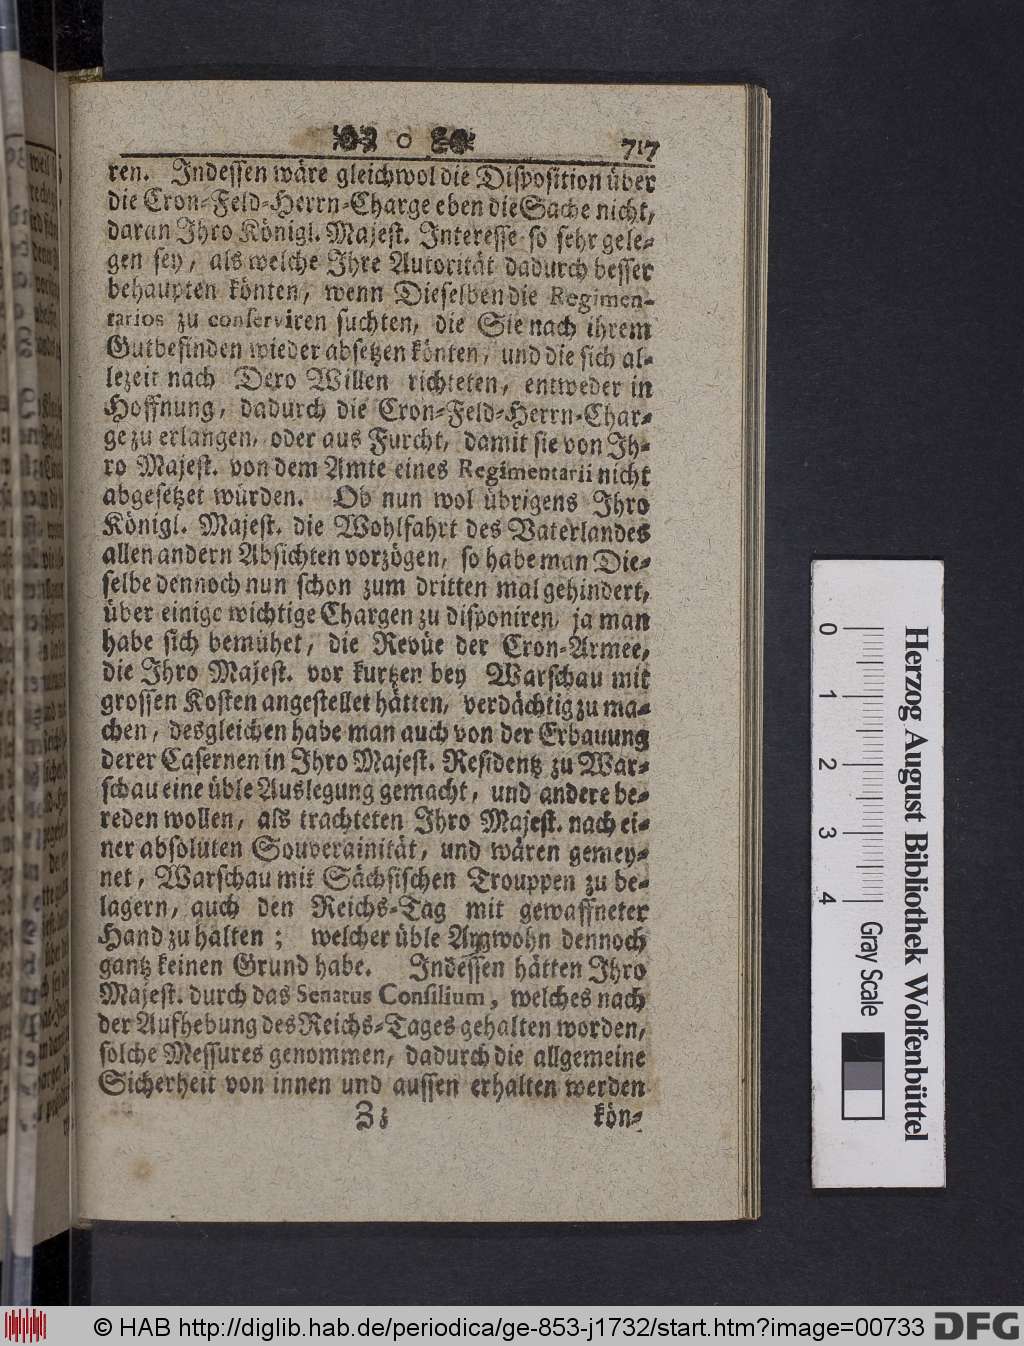 717
ren. Indessen wäre gleichwol die Disposition über
die Cron-Feld-Herrn-Charge eben die Sache nicht,
daran Ihro Königl. Majest. Interesse so sehr gele-
gen sey, als welche Ihre Autorität dadurch besser
behaupten könten, wenn Dieselben die Regimen-
tarios zu conserviren suchten, die Sie nach ihrem
Gutbefinden wieder absetzen könten, und die sich al-
lezeit nach Dero Willen richteten, entweder in
Hoffnung, dadurch die Cron-Feld-Herrn-Char-
ge zu erlangen, oder aus Furcht, damit sie von Ih-
ro Majest. von dem Amte eines Regimentarii nicht
abgesetzet würden. Ob nun wol übrigens Ihro
Königl. Majest. die Wohlfahrt des Vaterlandes
allen andern Absichten vorzögen, so habe man Die-
selbe dennoch nun schon zum dritten mal gehindert,
über einige wichtige Chargen zu disponiren, ja man
habe sich bemühet, die Revüe der Cron-Armee,
die Ihro Majest. vor kurtzen bey Warschau mit
grossen Kosten angestellet hätten, verdächtig zu ma-
chen, desgleichen habe man auch von der Erbauung
derer Casernen in Ihro Majest. Residentz zu War-
schau eine üble Auslegung gemacht, und andere be-
reden wollen, als trachteten Ihro Majest. nach ei-
ner absoluten Souverainität, und wären gemey-
net, Warschau mit Sächsischen Trouppen zu be-
lagern, auch den Reichs-Tag mit gewaffneter
Hand zu halten; welcher üble Argwohn dennoch
gantz keinen Grund habe. Indessen hätten Ihro
Majest. durch das Senatus Consilium, welches nach
der Aufhebung des Reichs-Tages gehalten worden,
solche Messures genommen, dadurch die allgemeine
Sicherheit von innen und aussen erhalten werden
Zz kön-
0 1 2 3 4
Gray Scale
Herzog August Bibliothek Wolfenbüttel
© HAB http://diglib.hab.de/periodica/ge-853-j1732/start.htm?image=00733
DFG